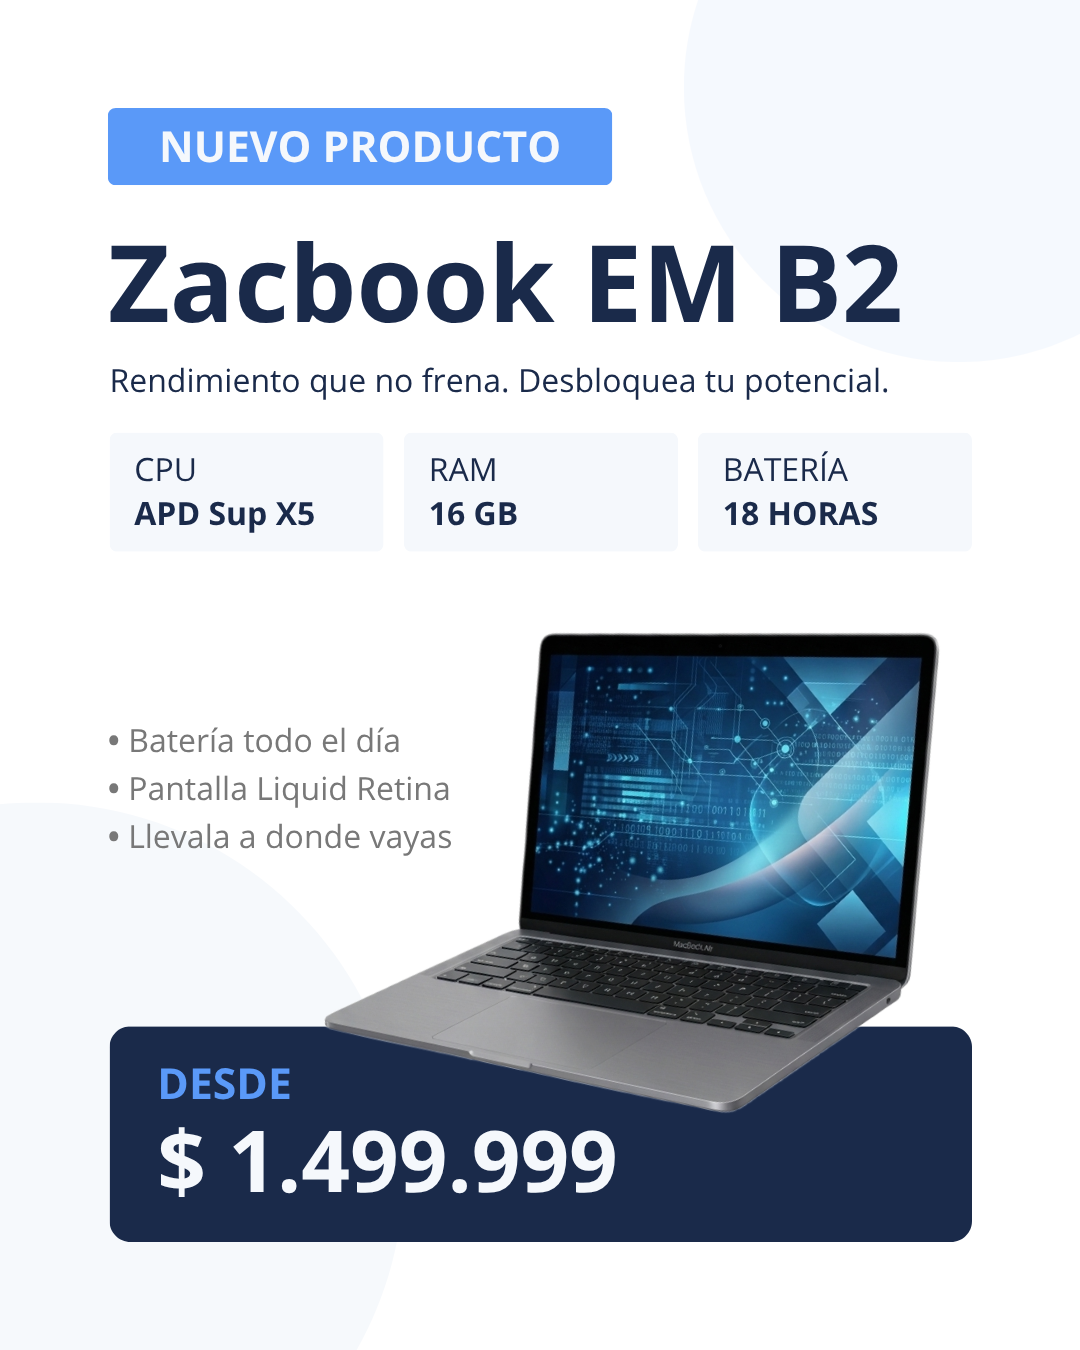 NUEVO PRODUCTO
Zacbook EM B2
Rendimiento que no frena. Desbloquea tu potencial.
CPU
APD Sup X5
RAM
16 GB
BATERÍA
18 HORAS
• Batería todo el día
• Pantalla Liquid Retina
• Llevala a donde vayas
DESDE
$ 1.499.999